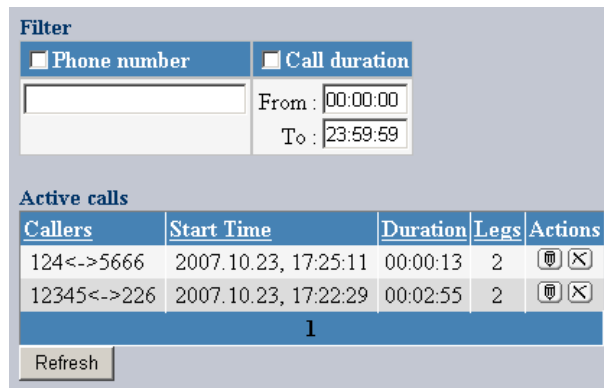 Filter
Phone number Call duration
From : 00:00:00
To : 23:59:59
Active calls
Callers Start Time Duration Legs Actions
124<->5666 2007.10.23, 17:25:11 00:00:13 2
12345<->226 2007.10.23, 17:22:29 00:02:55 2
1
Refresh